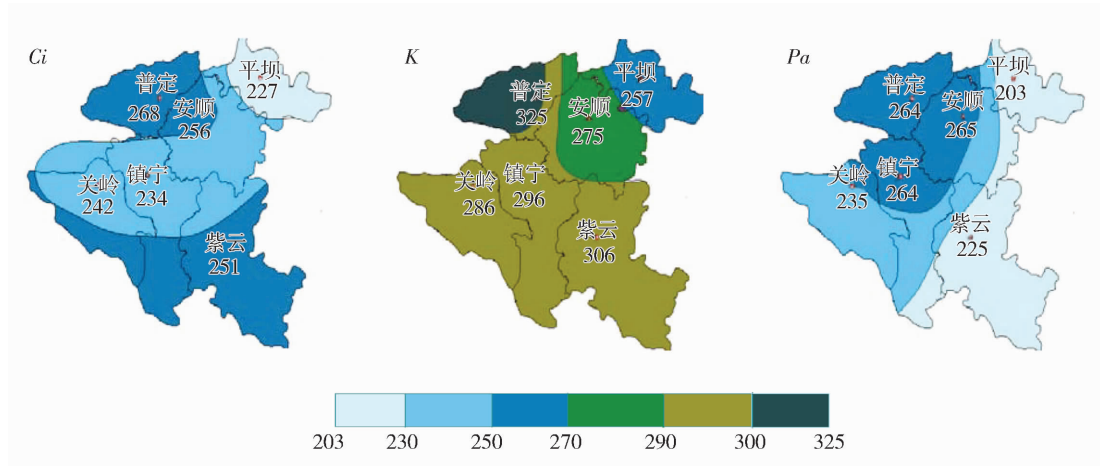 Ci
普定
268
安顺
256
平坝
227
关岭
242
镇宁
234
紫云
251
K
普定
325
安顺
275
平坝
257
关岭
286
镇宁
296
紫云
306
Pa
普定
264
安顺
265
平坝
203
关岭
235
镇宁
264
紫云
225
203 230 250 270 290 300 325